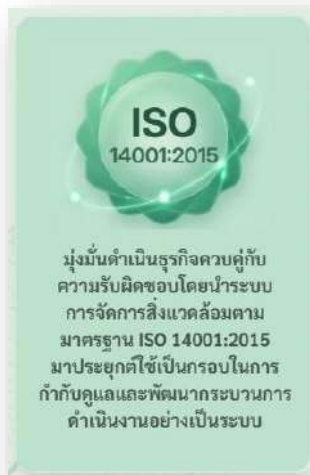 ISO
14001:2015
มุ่งมั่นดำเนินธุรกิจควบคู่กับ
ความรับผิดชอบโดยนำระบบ
การจัดการสิ่งแวดล้อมตาม
มาตรฐาน ISO 14001:2015
มาประยุกต์ใช้เป็นกรอบในการ
กำกับดูแลและพัฒนากระบวนการ
ดำเนินงานอย่างเป็นระบบ